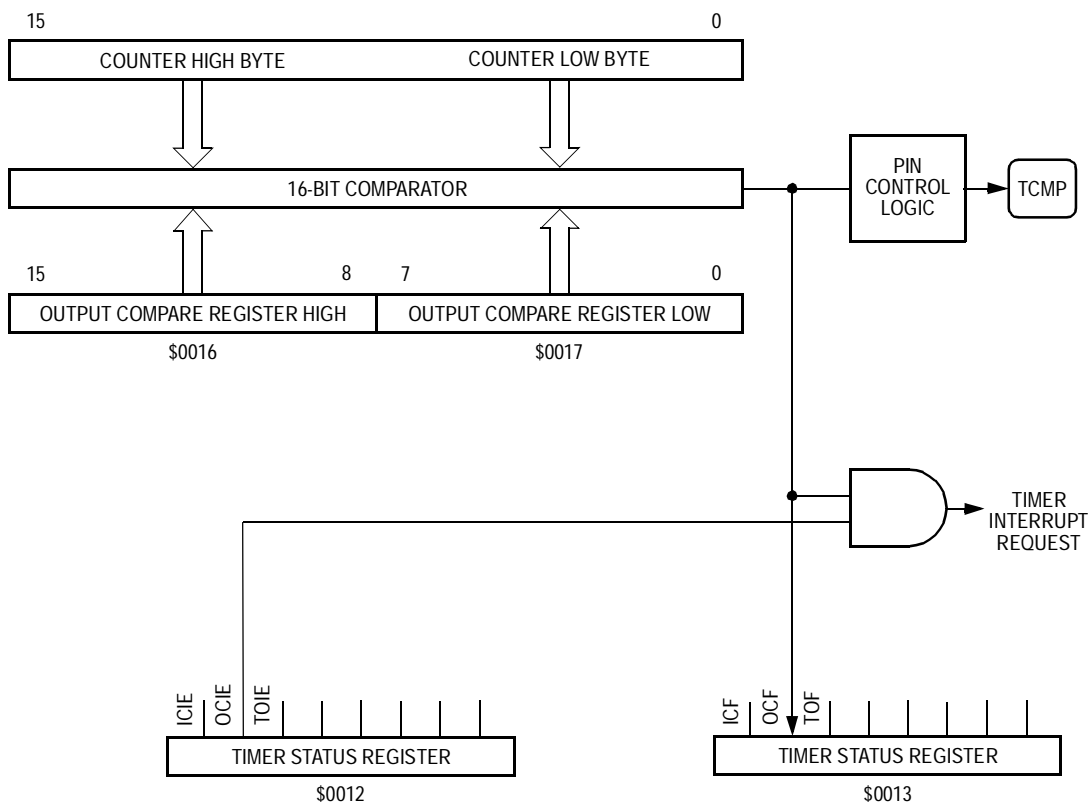 15 0
COUNTER HIGH BYTE COUNTER LOW BYTE
16-BIT COMPARATOR
PIN
CONTROL
LOGIC
TCMP
15 8 7 0
OUTPUT COMPARE REGISTER HIGH OUTPUT COMPARE REGISTER LOW
$0016 $0017
TIMER
INTERRUPT
REQUEST
ICIE
OCIE
TOIE
TIMER STATUS REGISTER
$0012
ICF
OCF
TOF
TIMER STATUS REGISTER
$0013